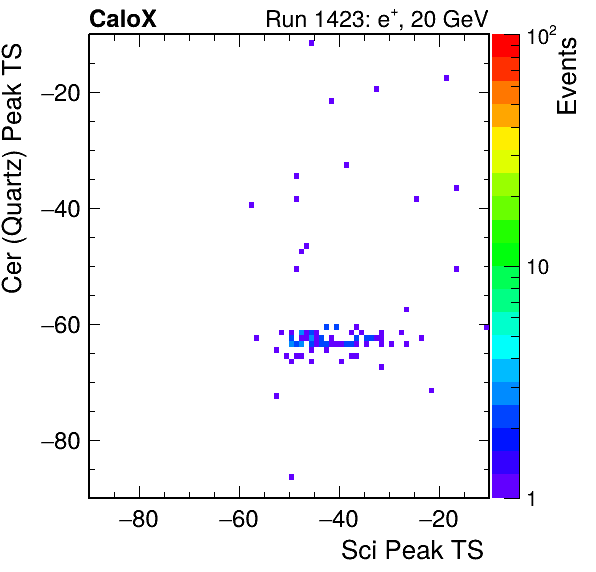 CaloX Run 1423: e⁺, 20 GeV
Cer (Quartz) Peak TS
−20
−40
−60
−80
−80 −60 −40 −20
Sci Peak TS
10²
10
1
Events